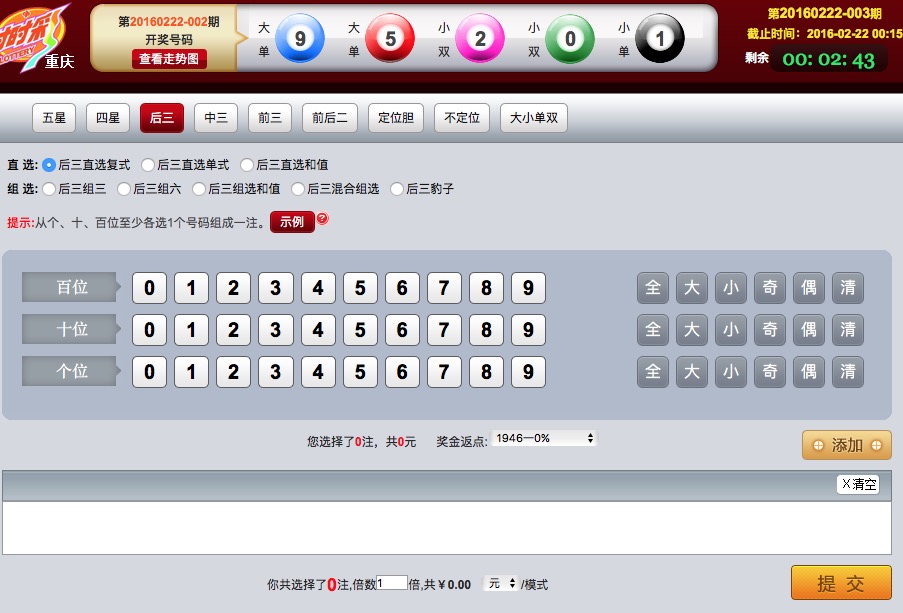 时时彩
LOTTERY
重庆
第20160222-002期
开奖号码
查看走势图
大 单 9
大 单 5
小 双 2
小 双 0
小 单 1
第20160222-003期
截止时间：2016-02-22 00:15
剩余 00: 02: 43
五星 四星 后三 中三 前三 前后二 定位胆 不定位 大小单双
直 选: 后三直选复式 后三直选单式 后三直选和值
组 选: 后三组三 后三组六 后三组选和值 后三混合组选 后三豹子
提示:从个、十、百位至少各选1个号码组成一注。 示例 ?
百位 0 1 2 3 4 5 6 7 8 9 全 大 小 奇 偶 清
十位 0 1 2 3 4 5 6 7 8 9 全 大 小 奇 偶 清
个位 0 1 2 3 4 5 6 7 8 9 全 大 小 奇 偶 清
您选择了0注，共0元 奖金返点: 1946—0%
添加
X清空
你共选择了0注,倍数1倍,共￥0.00 元 /模式
提 交